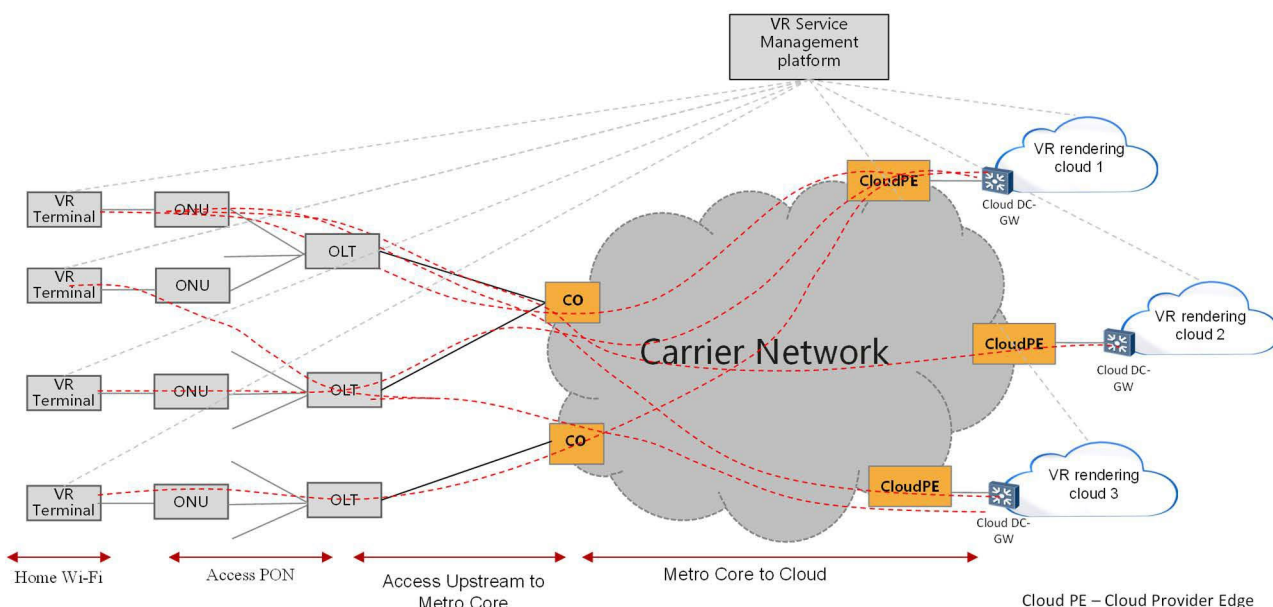 VR Service
Management
platform
VR rendering
cloud 1
CloudPE
Cloud DC-
GW
VR
Terminal
ONU
OLT
VR
Terminal
ONU
CO
VR rendering
cloud 2
Carrier Network
CloudPE
Cloud DC-
GW
VR
Terminal
ONU
OLT
CO
VR rendering
cloud 3
CloudPE
Cloud DC-
GW
VR
Terminal
ONU
OLT
Home Wi-Fi
Access PON
Access Upstream to
Metro Core
Metro Core to Cloud
Cloud PE – Cloud Provider Edge